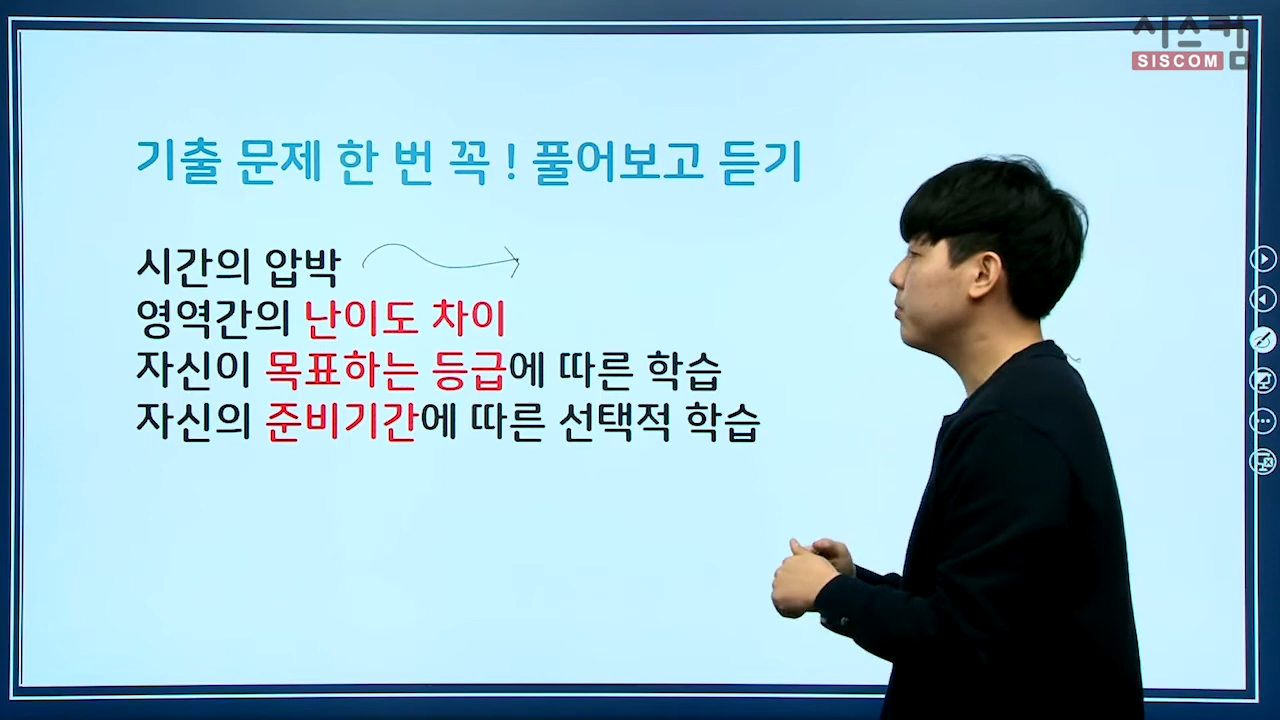 시스컴
SISCOM
기출 문제 한 번 꼭 ! 풀어보고 듣기
시간의 압박
영역간의 난이도 차이
자신이 목표하는 등급에 따른 학습
자신의 준비기간에 따른 선택적 학습